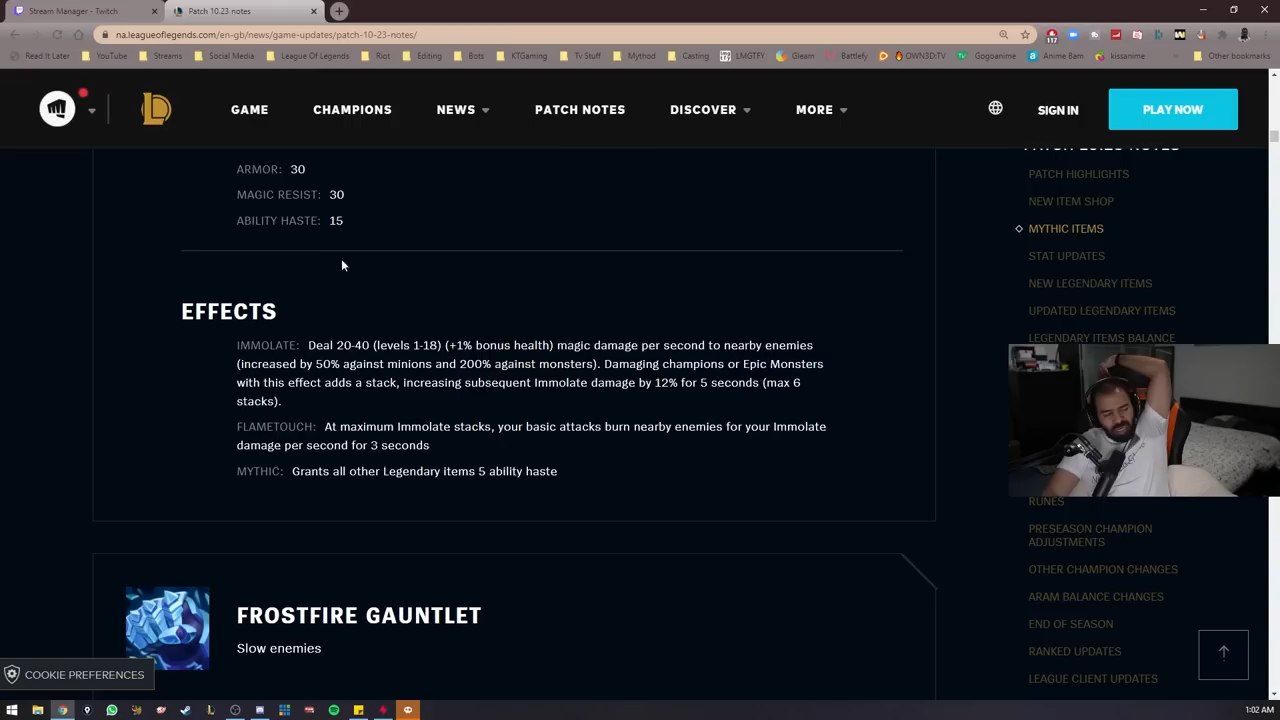 Stream Manager - Twitch
Patch 10.23 notes
na.leagueoflegends.com/en-gb/news/game-updates/patch-10-23-notes/
117
Read It Later YouTube Streams Social Media League Of Legends Riot Editing Bots KTGaming Tv Stuff Mythod Casting LMGTFY Gleam Battlefy OWN3D:TV Gogoanime Anime Bam kissanime Other bookmarks
GAME CHAMPIONS NEWS PATCH NOTES DISCOVER MORE SIGN IN PLAY NOW
ARMOR: 30
MAGIC RESIST: 30
ABILITY HASTE: 15
EFFECTS
IMMOLATE: Deal 20-40 (levels 1-18) (+1% bonus health) magic damage per second to nearby enemies
(increased by 50% against minions and 200% against monsters). Damaging champions or Epic Monsters
with this effect adds a stack, increasing subsequent Immolate damage by 12% for 5 seconds (max 6
stacks).
FLAMETOUCH: At maximum Immolate stacks, your basic attacks burn nearby enemies for your Immolate
damage per second for 3 seconds
MYTHIC: Grants all other Legendary items 5 ability haste
FROSTFIRE GAUNTLET
Slow enemies
PATCH 10.23 NOTES
PATCH HIGHLIGHTS
NEW ITEM SHOP
MYTHIC ITEMS
STAT UPDATES
NEW LEGENDARY ITEMS
UPDATED LEGENDARY ITEMS
LEGENDARY ITEMS BALANCE
RUNES
PRESEASON CHAMPION
ADJUSTMENTS
OTHER CHAMPION CHANGES
ARAM BALANCE CHANGES
END OF SEASON
RANKED UPDATES
LEAGUE CLIENT UPDATES
COOKIE PREFERENCES
1:02 AM